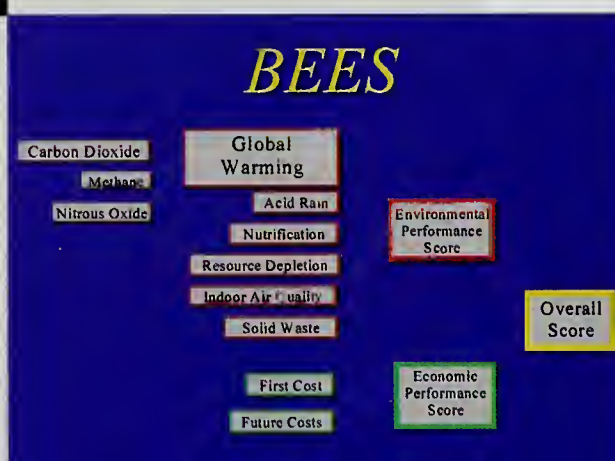 BEES
Carbon Dioxide
Methane
Nitrous Oxide
Global
Warming
Acid Rain
Nutrification
Resource Depletion
Indoor Air Quality
Solid Waste
First Cost
Future Costs
Environmental
Performance
Score
Economic
Performance
Score
Overall
Score